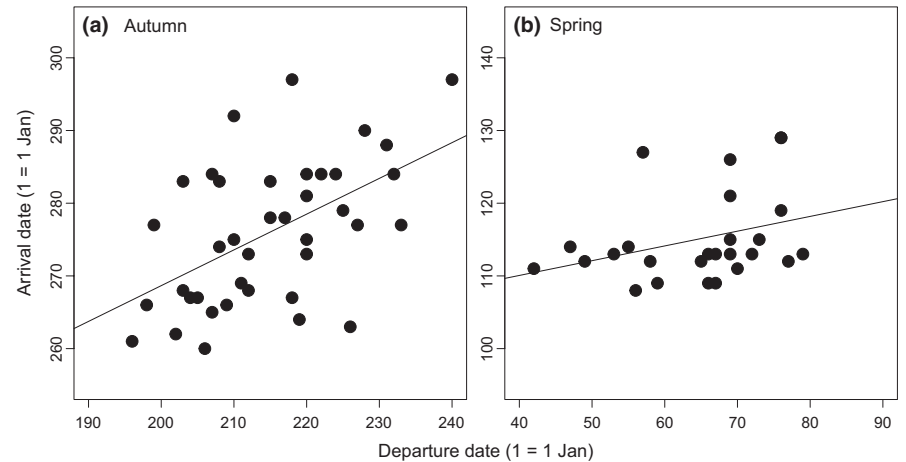 (a) Autumn
(b) Spring
Arrival date (1 = 1 Jan)
300
290
280
270
260
140
130
120
110
100
190 200 210 220 230 240
40 50 60 70 80 90
Departure date (1 = 1 Jan)